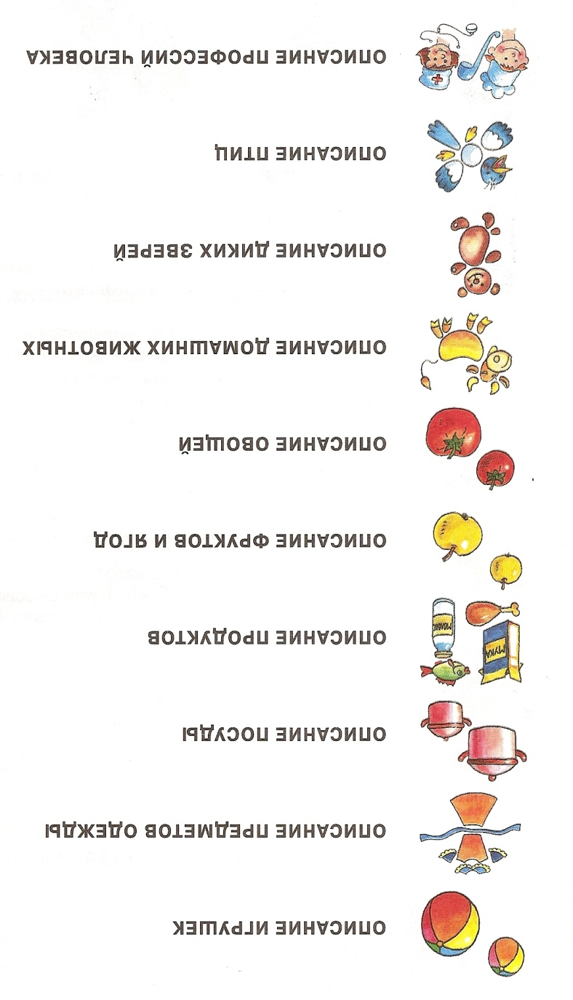 ОПИСАНИЕ ИГРУШЕК
ОПИСАНИЕ ПРЕДМЕТОВ ОДЕЖДЫ
ОПИСАНИЕ ПОСУДЫ
ОПИСАНИЕ ПРОДУКТОВ
МУКА
МОЛОКО
ОПИСАНИЕ ФРУКТОВ И ЯГОД
ОПИСАНИЕ ОВОЩЕЙ
ОПИСАНИЕ ДОМАШНИХ ЖИВОТНЫХ
ОПИСАНИЕ ДИКИХ ЗВЕРЕЙ
ОПИСАНИЕ ПТИЦ
ОПИСАНИЕ ПРОФЕССИЙ ЧЕЛОВЕКА